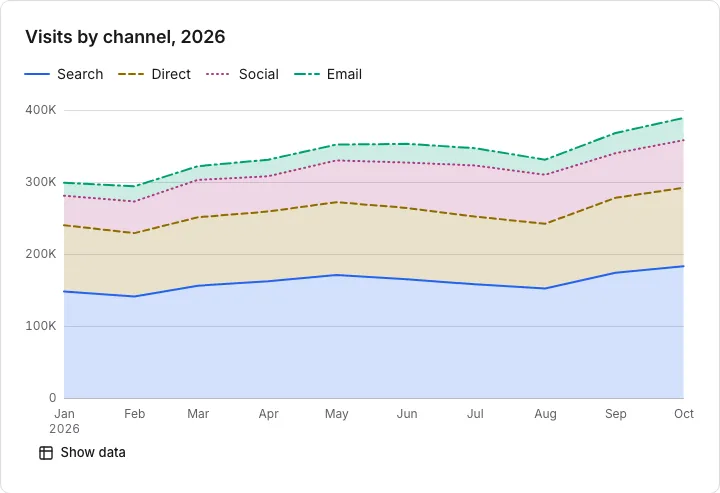 Visits by channel, 2026
Search Direct Social Email
400K
300K
200K
100K
0
Jan Feb Mar Apr May Jun Jul Aug Sep Oct
2026
Show data